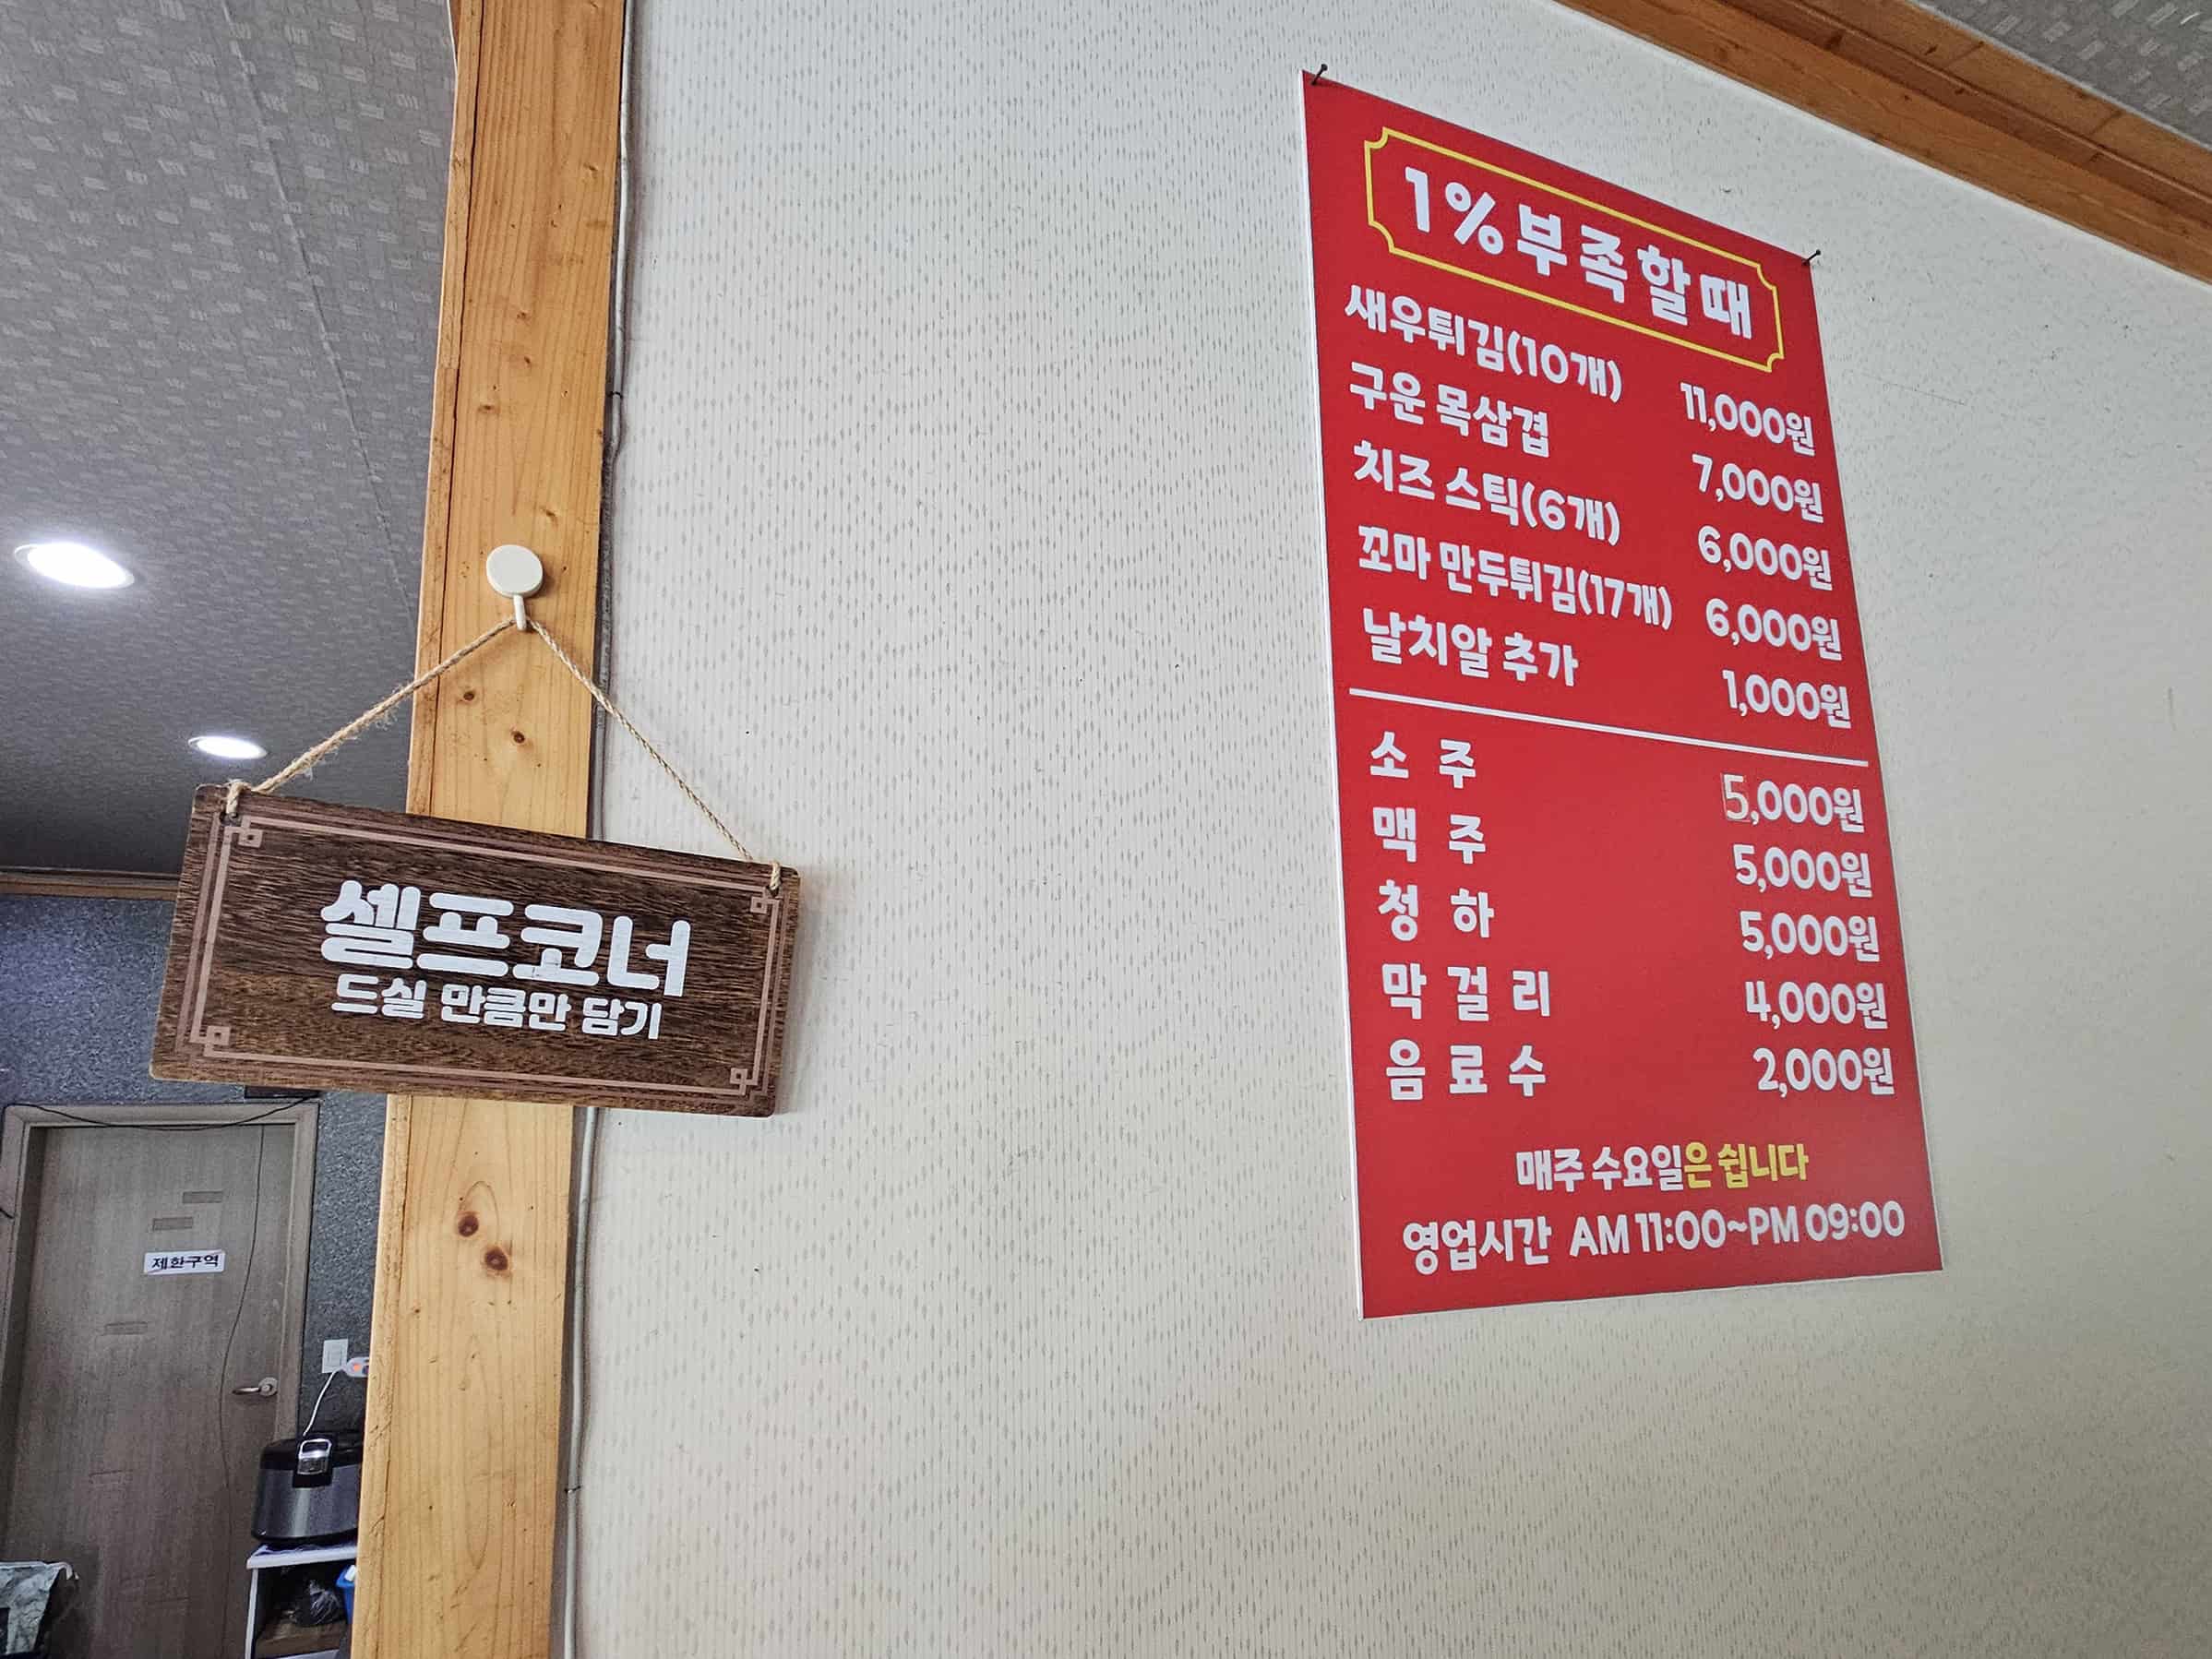 셀프코너
드실 만큼만 담기
제한구역
1%부족할때
새우튀김(10개) 11,000원
구운 목삼겹 7,000원
치즈 스틱(6개) 6,000원
꼬마 만두튀김(17개) 6,000원
날치알 추가 1,000원
소 주 5,000원
맥 주 5,000원
청 하 5,000원
막 걸 리 4,000원
음 료 수 2,000원
매주 수요일은 쉽니다
영업시간 AM 11:00~PM 09:00